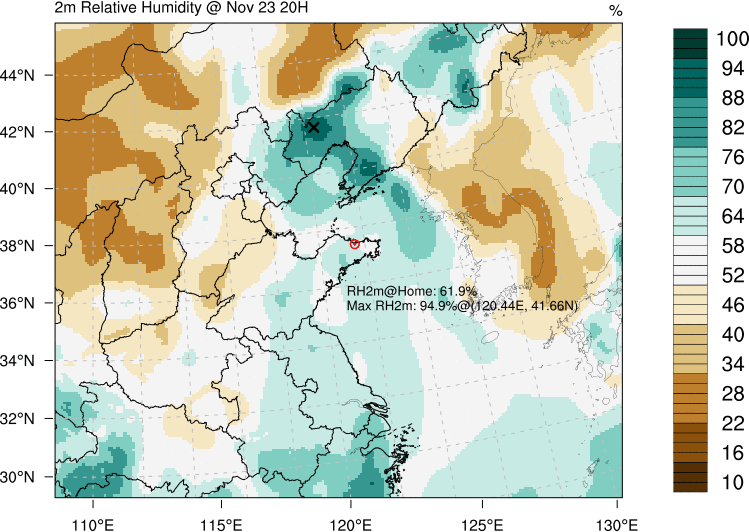 2m Relative Humidity @ Nov 23 20H
%
100
94
88
82
76
70
64
58
52
46
40
34
28
22
16
10
44°N
42°N
40°N
38°N
36°N
34°N
32°N
30°N
RH2m@Home: 61.9%
Max RH2m: 94.9%@(120.44E, 41.66N)
110°E 115°E 120°E 125°E 130°E